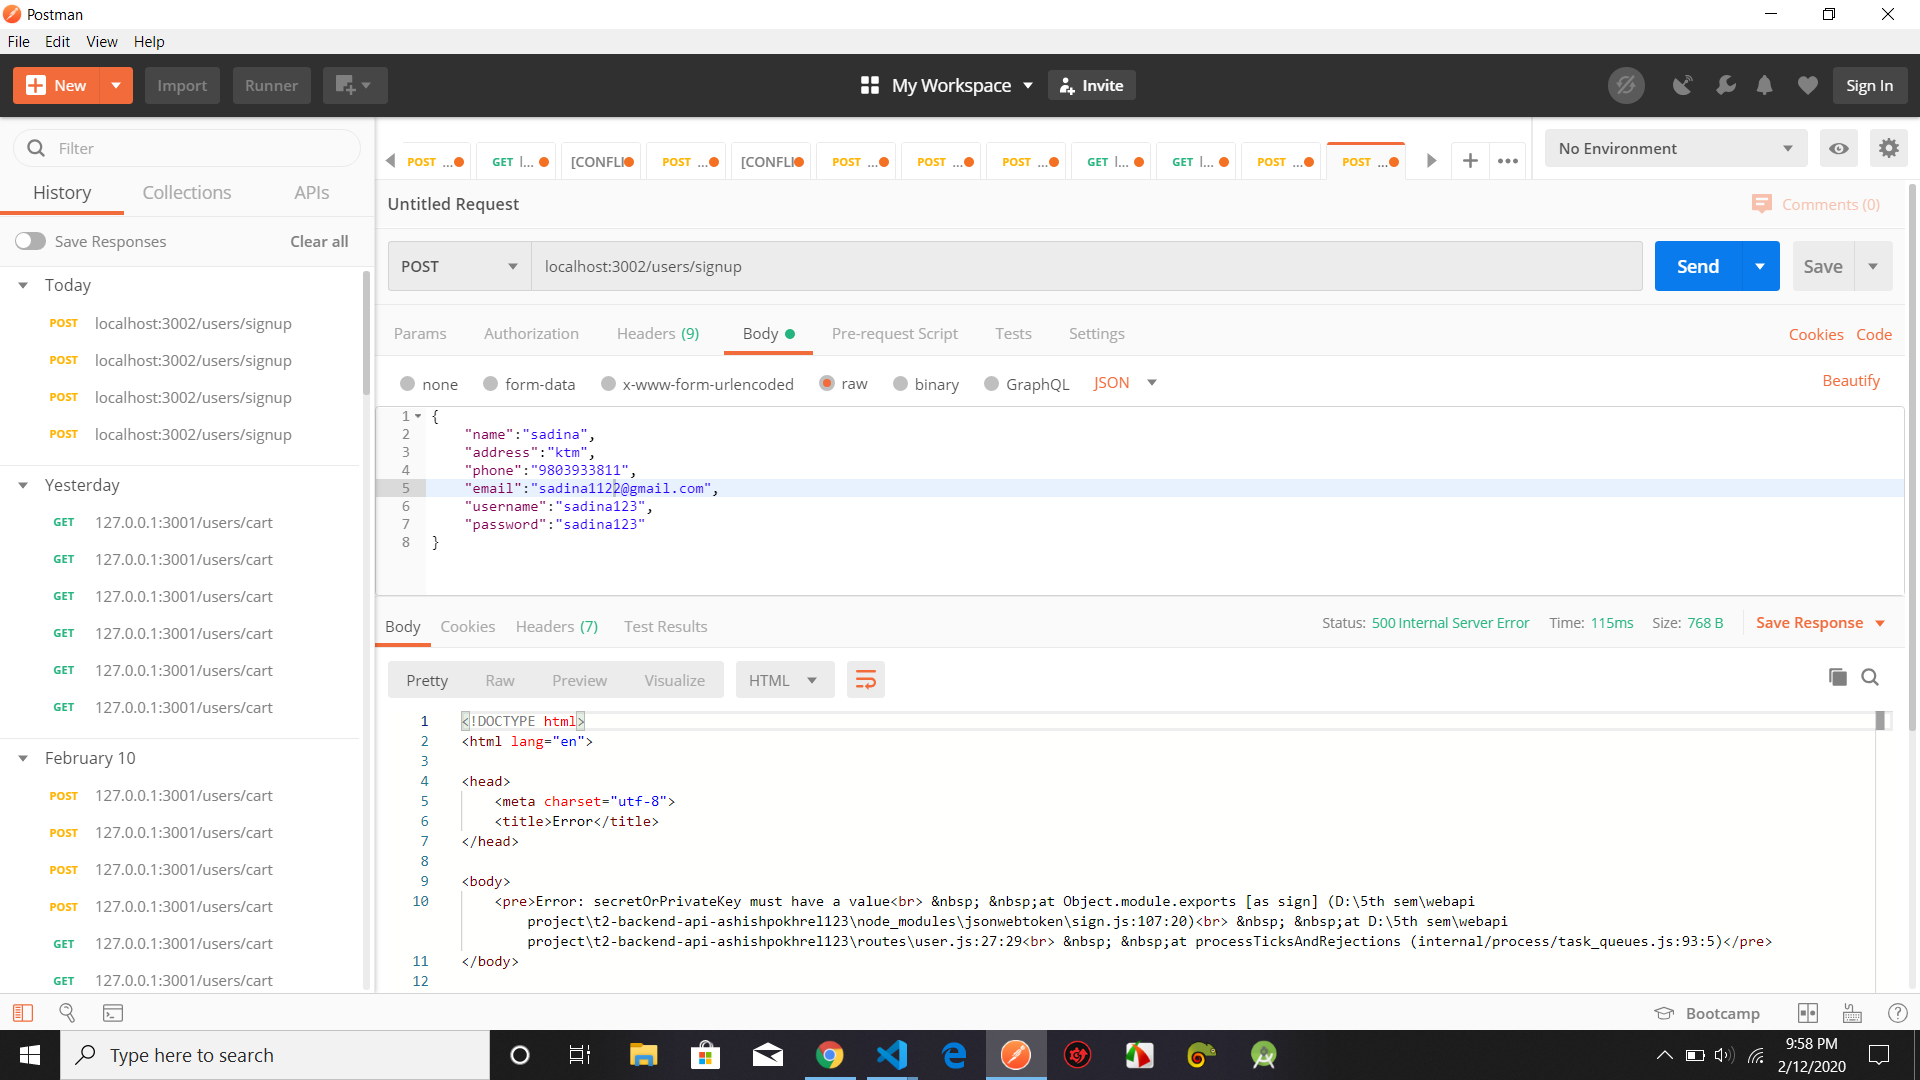 Postman
File Edit View Help
New Import Runner My Workspace Invite Sign In
Filter
History Collections APIs
Save Responses Clear all
Today
POST localhost:3002/users/signup
POST localhost:3002/users/signup
POST localhost:3002/users/signup
POST localhost:3002/users/signup
Yesterday
GET 127.0.0.1:3001/users/cart
GET 127.0.0.1:3001/users/cart
GET 127.0.0.1:3001/users/cart
GET 127.0.0.1:3001/users/cart
GET 127.0.0.1:3001/users/cart
GET 127.0.0.1:3001/users/cart
February 10
POST 127.0.0.1:3001/users/cart
POST 127.0.0.1:3001/users/cart
POST 127.0.0.1:3001/users/cart
POST 127.0.0.1:3001/users/cart
GET 127.0.0.1:3001/users/cart
GET 127.0.0.1:3001/users/cart
POST ... GET l... [CONFLI POST ... [CONFLI POST ... POST ... POST ... GET l... GET l... POST ... POST ... No Environment
Untitled Request Comments (0)
POST localhost:3002/users/signup Send Save
Params Authorization Headers (9) Body Pre-request Script Tests Settings Cookies Code
none form-data x-www-form-urlencoded raw binary GraphQL JSON Beautify
1 {
2 "name":"sadina",
3 "address":"ktm",
4 "phone":"9803933811",
5 "email":"sadina1122@gmail.com",
6 "username":"sadina123",
7 "password":"sadina123"
8 }
Body Cookies Headers (7) Test Results Status: 500 Internal Server Error Time: 115ms Size: 768 B Save Response
Pretty Raw Preview Visualize HTML
1 <!DOCTYPE html>
2 <html lang="en">
3
4 <head>
5 <meta charset="utf-8">
6 <title>Error</title>
7 </head>
8
9 <body>
10 <pre>Error: secretOrPrivateKey must have a value<br> &nbsp; &nbsp;at Object.module.exports [as sign] (D:\5th sem\webapi
project\t2-backend-api-ashishpokhrel123\node_modules\jsonwebtoken\sign.js:107:20)<br> &nbsp; &nbsp;at D:\5th sem\webapi
project\t2-backend-api-ashishpokhrel123\routes\user.js:27:29<br> &nbsp; &nbsp;at processTicksAndRejections (internal/process/task_queues.js:93:5)</pre>
11 </body>
12
Bootcamp
Type here to search
9:58 PM
2/12/2020